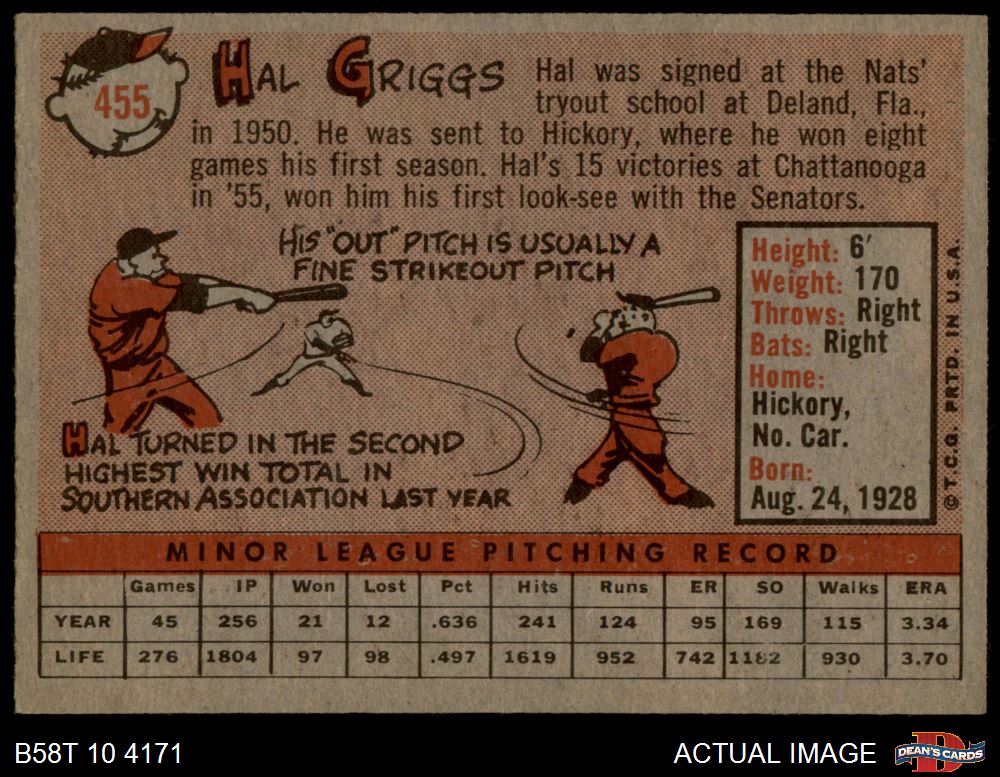 455
HAL GRIGGS
Hal was signed at the Nats'
tryout school at Deland, Fla.,
in 1950. He was sent to Hickory, where he won eight
games his first season. Hal's 15 victories at Chattanooga
in '55, won him his first look-see with the Senators.
HIS "OUT" PITCH IS USUALLY A
FINE STRIKEOUT PITCH
HAL TURNED IN THE SECOND
HIGHEST WIN TOTAL IN
SOUTHERN ASSOCIATION LAST YEAR
Height: 6'
Weight: 170
Throws: Right
Bats: Right
Home:
Hickory,
No. Car.
Born:
Aug. 24, 1928
© T.C.G. PRTD. IN U.S.A.
MINOR LEAGUE PITCHING RECORD
Games IP Won Lost Pct Hits Runs ER SO Walks ERA
YEAR 45 256 21 12 .636 241 124 95 169 115 3.34
LIFE 276 1804 97 98 .497 1619 952 742 1182 930 3.70
B58T 10 4171
ACTUAL IMAGE
D
DEAN'S CARDS